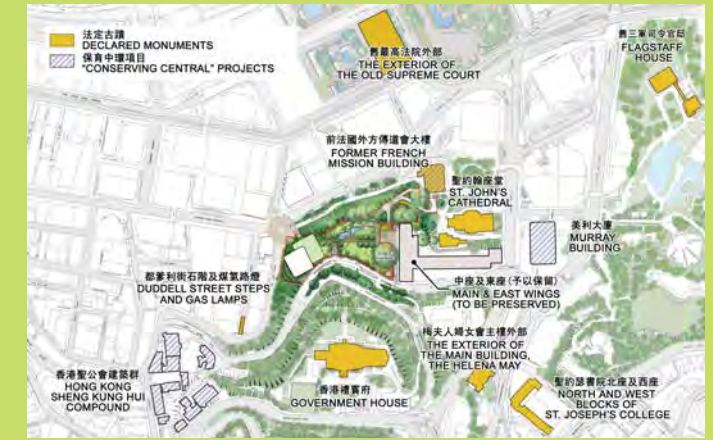 法定古蹟
DECLARED MONUMENTS
保育中環項目
"CONSERVING CENTRAL" PROJECTS
舊最高法院外部
THE EXTERIOR OF
THE OLD SUPREME COURT
舊三軍司令官邸
FLAGSTAFF
HOUSE
前法國外方傳道會大樓
FORMER FRENCH
MISSION BUILDING
聖約翰座堂
ST. JOHN'S
CATHEDRAL
美利大廈
MURRAY
BUILDING
都爹利街石階及煤氣路燈
DUDDELL STREET STEPS
AND GAS LAMPS
中座及東座 (予以保留)
MAIN & EAST WINGS
(TO BE PRESERVED)
梅夫人婦女會主樓外部
THE EXTERIOR OF
THE MAIN BUILDING,
THE HELENA MAY
香港聖公會建築群
HONG KONG
SHENG KUNG HUI
COMPOUND
香港禮賓府
GOVERNMENT HOUSE
聖約瑟書院北座及西座
NORTH AND WEST
BLOCKS OF
ST. JOSEPH'S COLLEGE